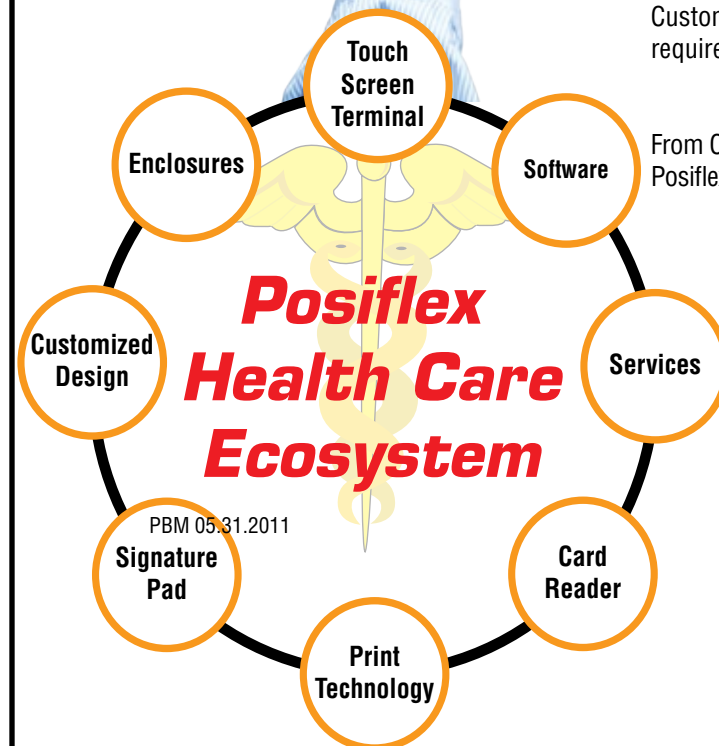 Touch
Screen
Terminal
Enclosures
Software
Posiflex
Health Care
Ecosystem
Customized
Design
Services
PBM 05.31.2011
Signature
Pad
Card
Reader
Print
Technology
From